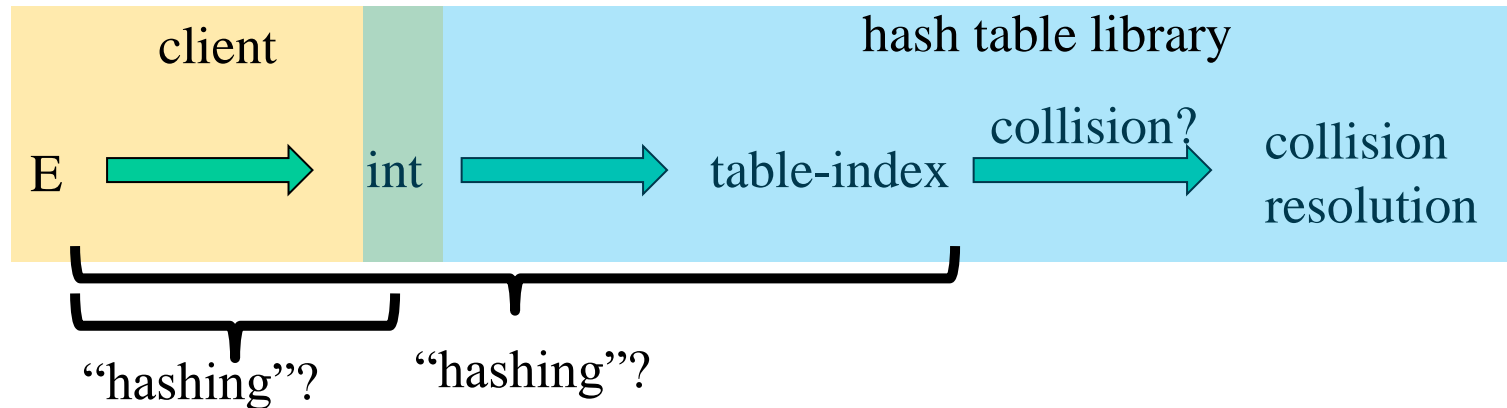 client
hash table library
E
int
table-index
collision?
collision
resolution
“hashing”?
“hashing”?